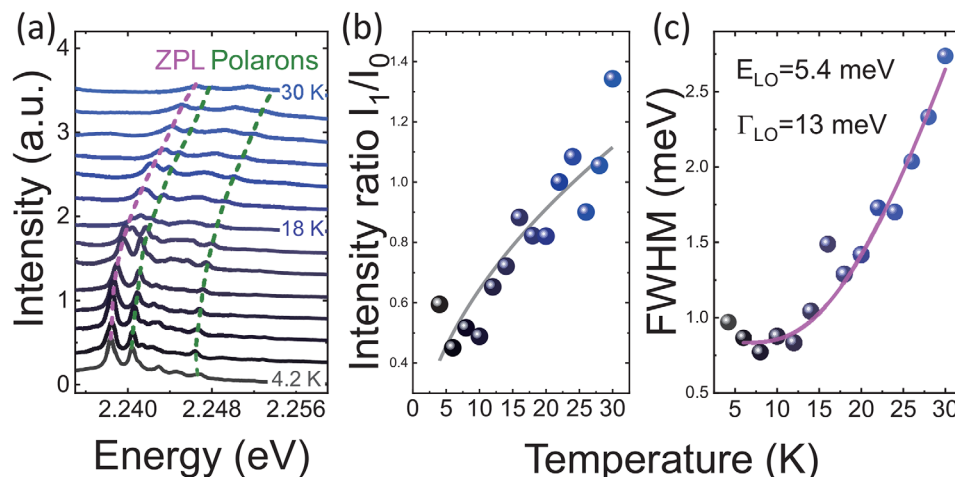 (a)
ZPL Polarons
30 K
18 K
4.2 K
Intensity (a.u.)
4
3
2
1
0
2.240 2.248 2.256
Energy (eV)
(b)
Intensity ratio I₁/I₀
1.4
1.2
1.0
0.8
0.6
0.4
0 5 10 15 20 25 30
(c)
E_LO=5.4 meV
Γ_LO=13 meV
FWHM (meV)
2.5
2.0
1.5
1.0
0.5
5 10 15 20 25 30
Temperature (K)